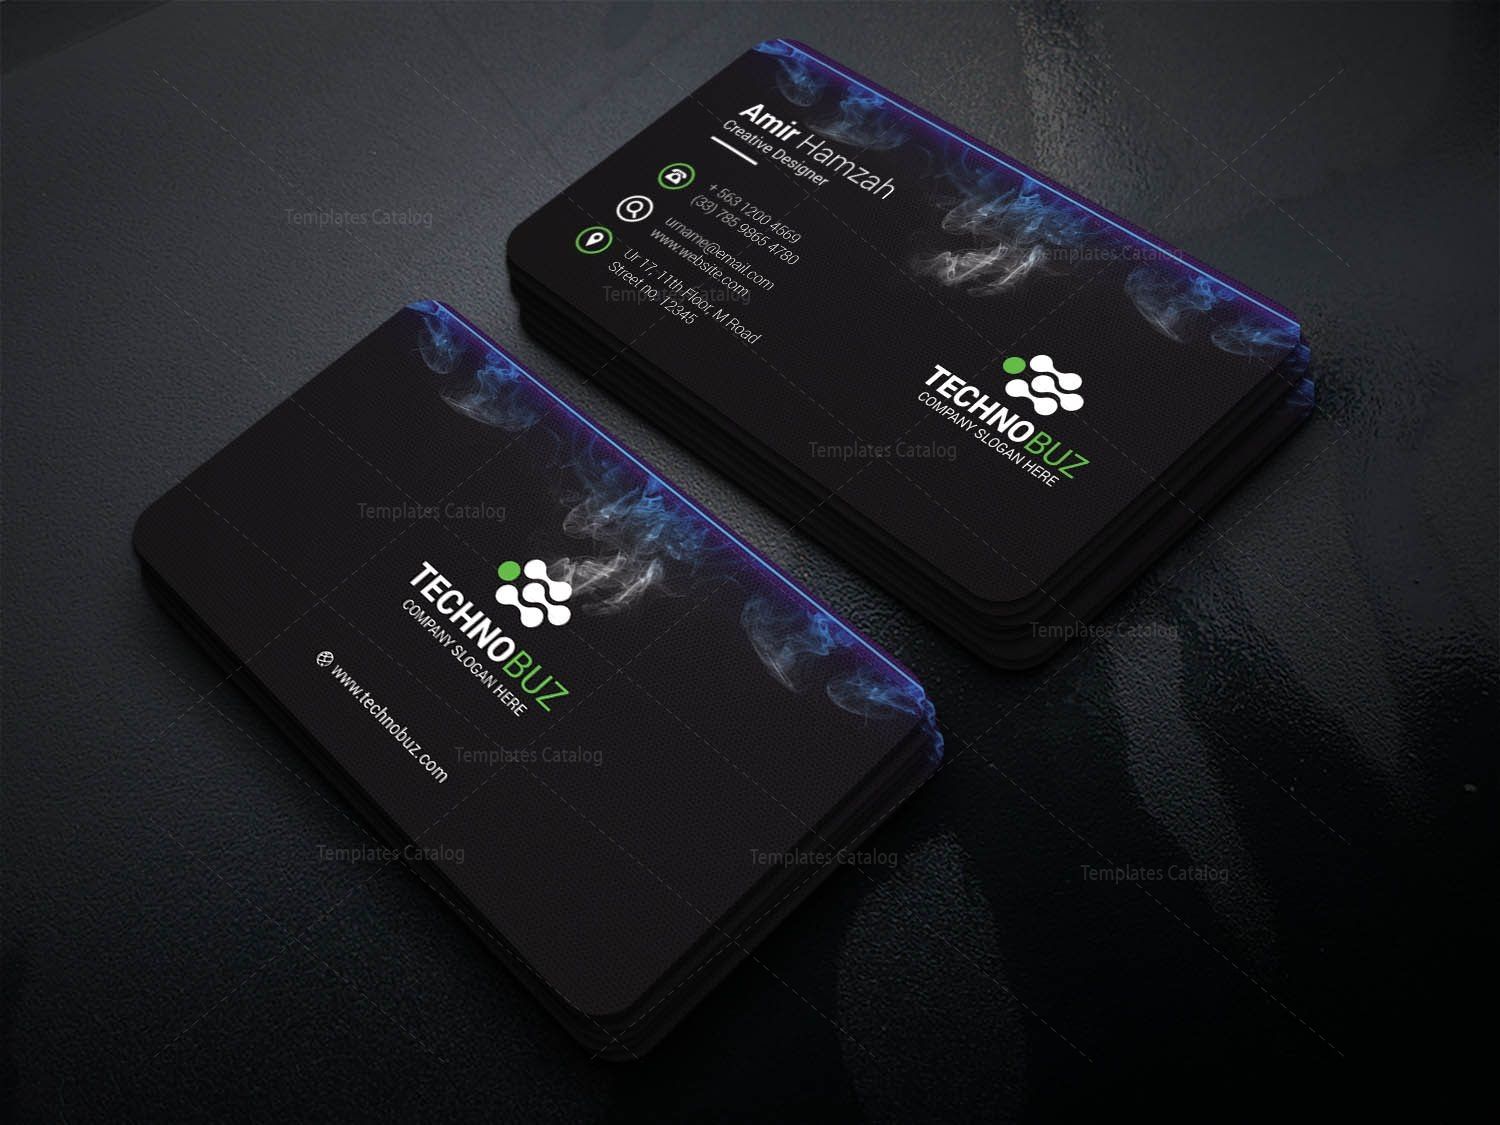 Amir Hamzah
Creative Designer
+ 563 1200 4569
(33) 785 9865 4780
urname@email.com
www.website.com
Ur 17, 11th Floor, M Road
Street no, 12345
TECHNOBUZ
COMPANY SLOGAN HERE
TECHNOBUZ
COMPANY SLOGAN HERE
www.technobuz.com
Templates Catalog
Templates Catalog
Templates Catalog
Templates Catalog
Templates Catalog
Templates Catalog
Templates Catalog
Templates Catalog
Templates Catalog
Templates Catalog